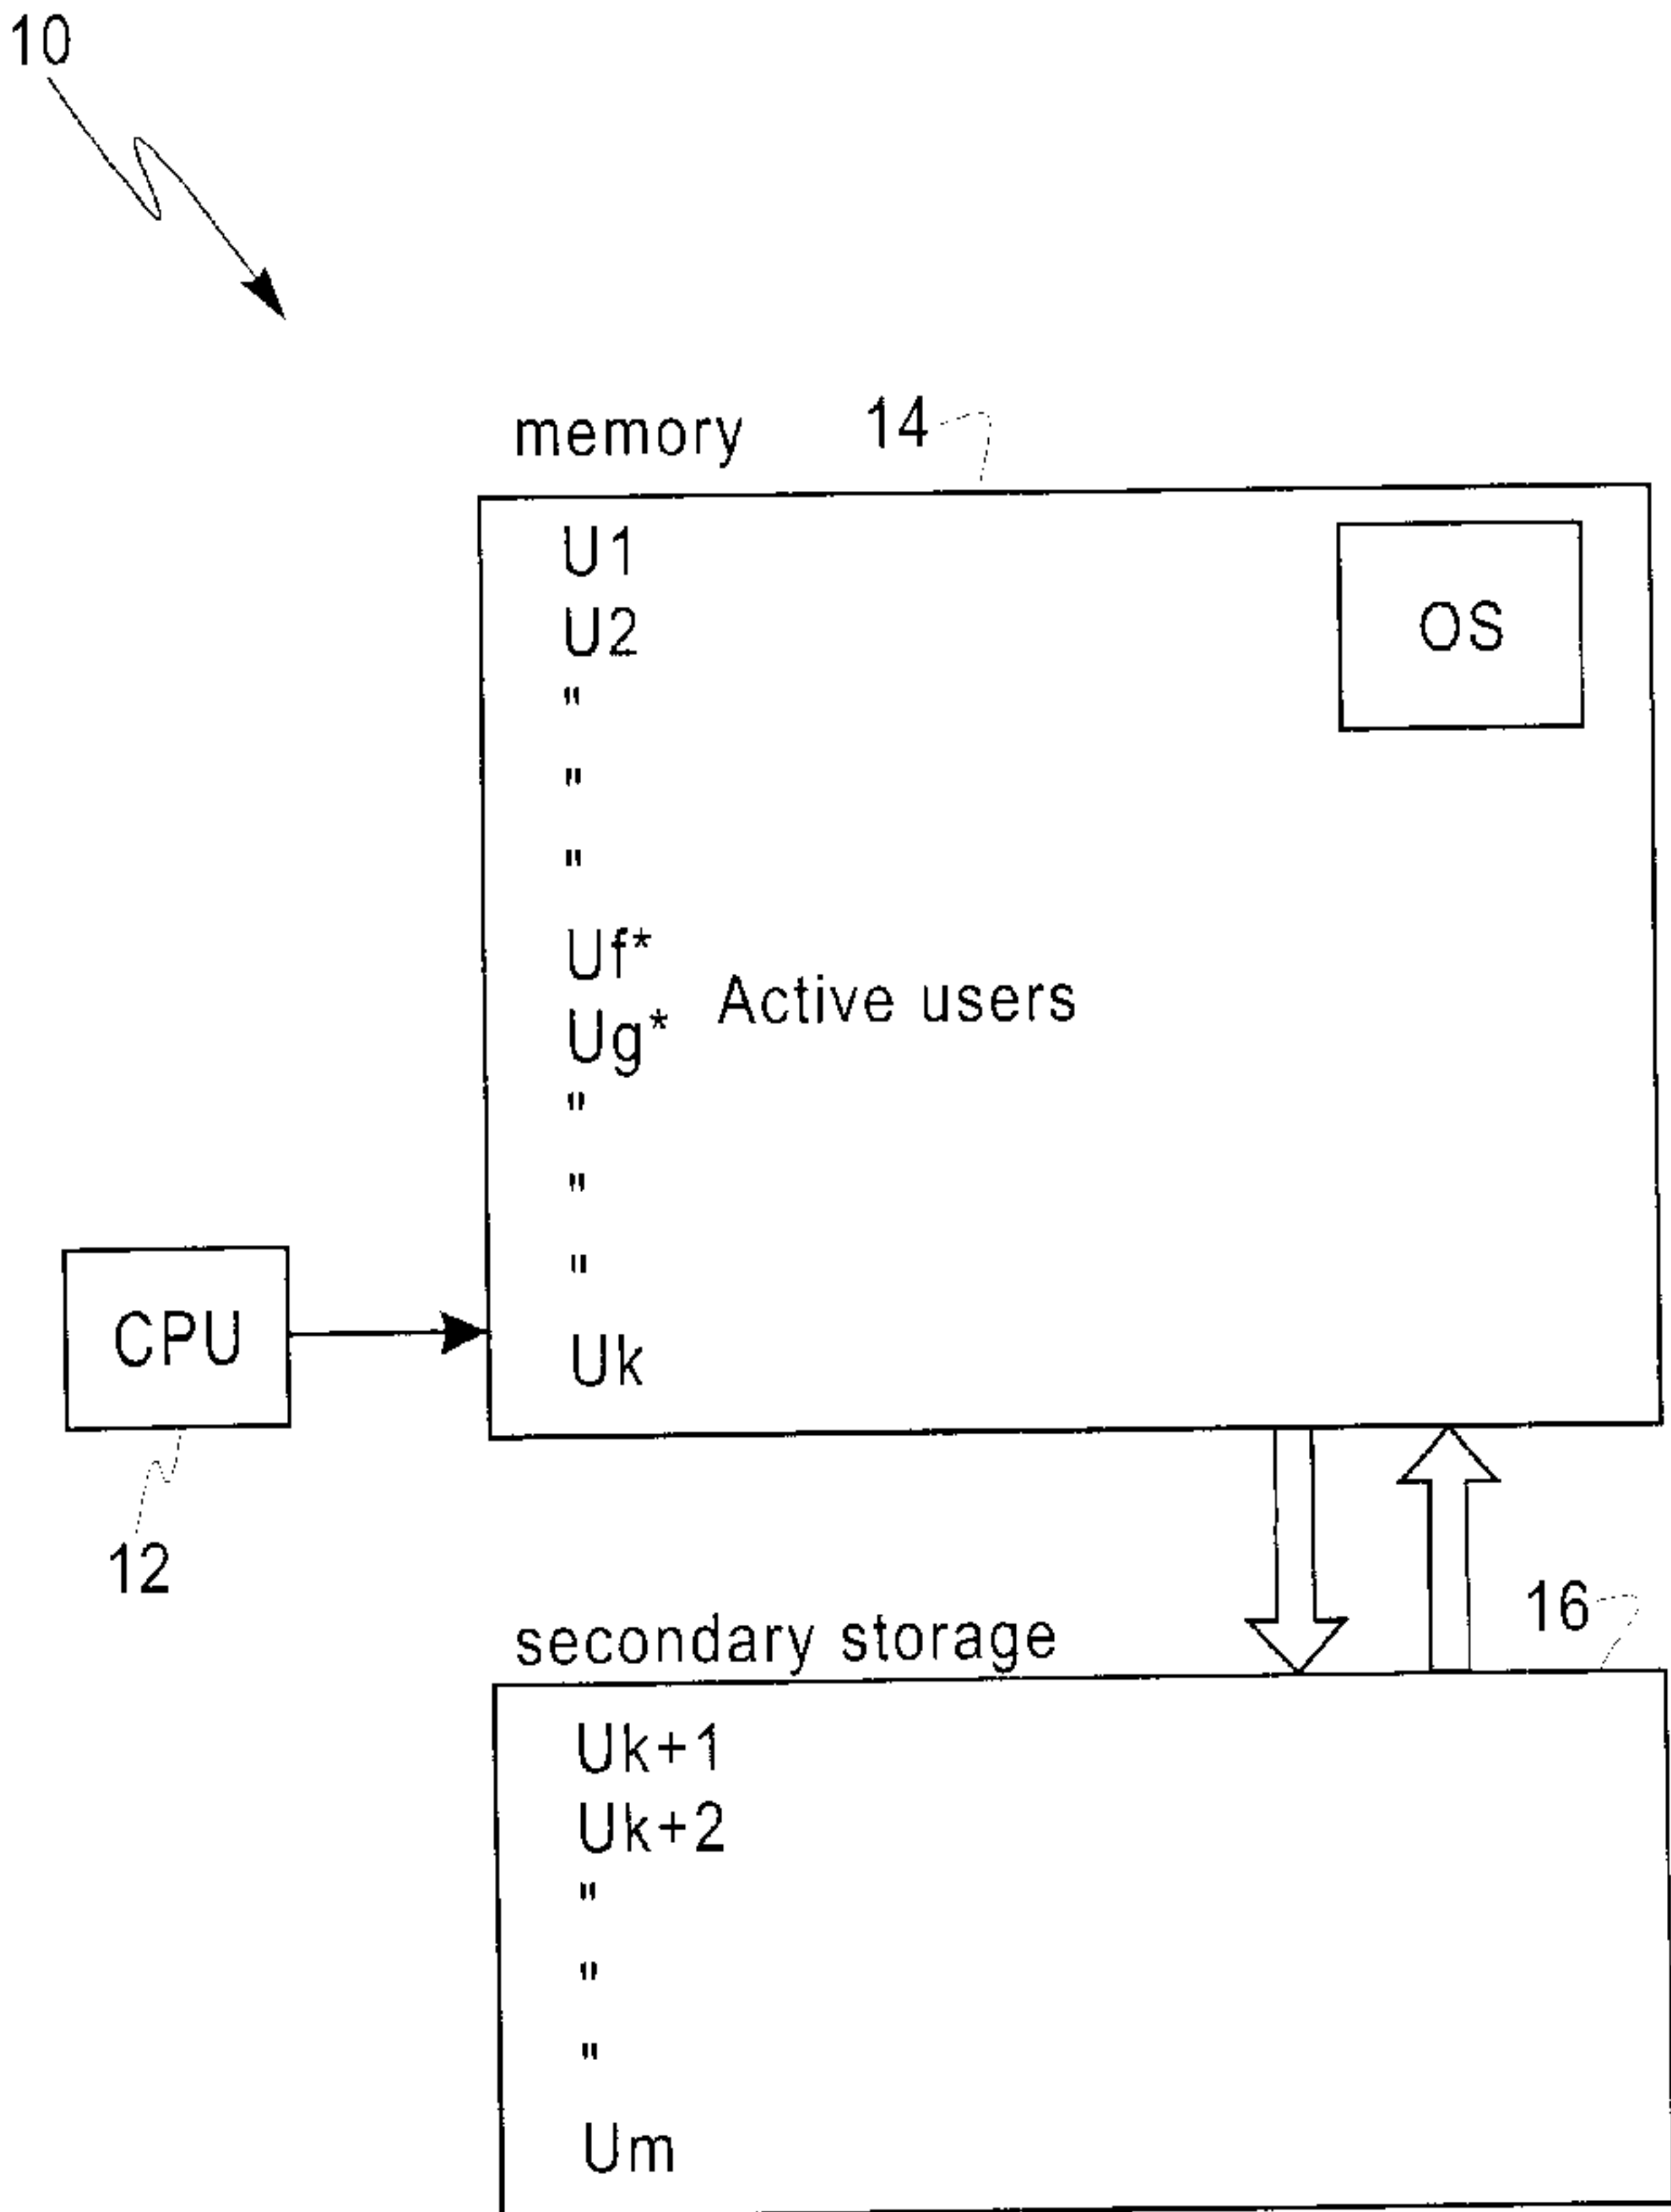 10
memory 14
U1
OS
U2
"
"
"
Uf*
Active users
Ug*
"
"
"
CPU
Uk
12
16
secondary storage
Uk+1
Uk+2
"
"
"
Um